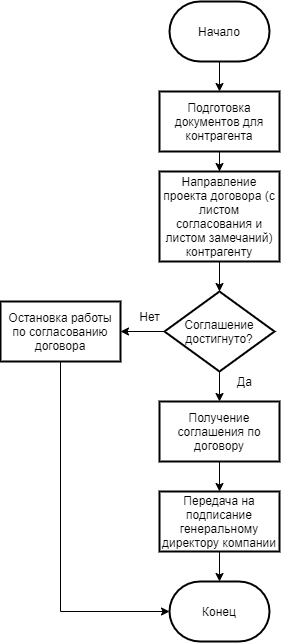 Начало
Подготовка
документов для
контрагента
Направление
проекта договора (с
листом
согласования и
листом замечаний)
контрагенту
Соглашение
достигнуто?
Нет
Остановка работы
по согласованию
договора
Да
Получение
соглашения по
договору
Передача на
подписание
генеральному
директору компании
Конец